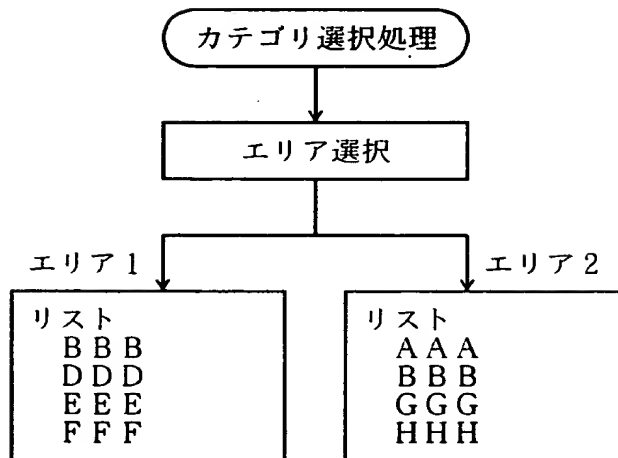 カテゴリ選択処理
エリア選択
エリア1
リスト
BBB
DDD
EEE
FFF
エリア2
リスト
AAA
BBB
GGG
HHH